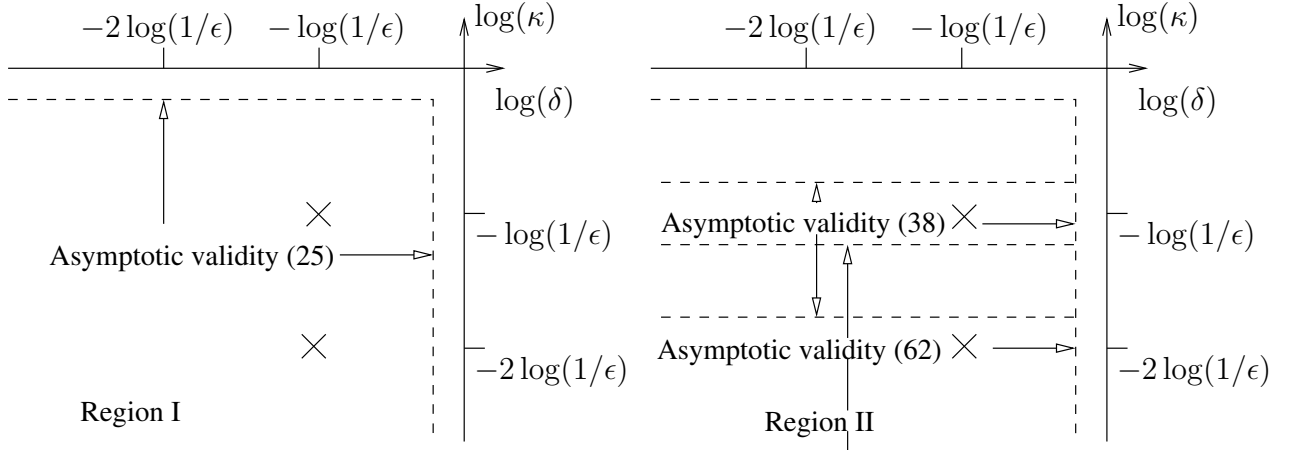 log(κ)
−2 log(1/ϵ)
−log(1/ϵ)
log(δ)
−log(1/ϵ)
Asymptotic validity (25)
−2 log(1/ϵ)
Region I
log(κ)
−2 log(1/ϵ)
−log(1/ϵ)
log(δ)
Asymptotic validity (38)
−log(1/ϵ)
Asymptotic validity (62)
−2 log(1/ϵ)
Region II